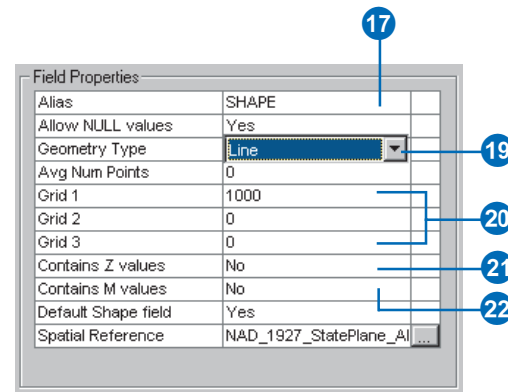 17
Field Properties
Alias SHAPE
Allow NULL values Yes
Geometry Type Line 19
Avg Num Points 0
Grid 1 1000
Grid 2 0 20
Grid 3 0
Contains Z values No 21
Contains M values No 22
Default Shape field Yes
Spatial Reference NAD_1927_StatePlane_Al ...